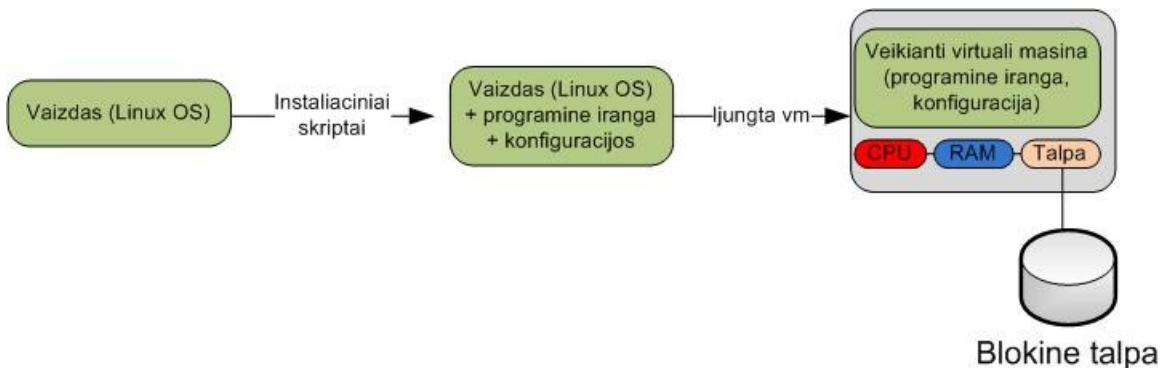 Vaizdas (Linux OS)
Instaliaciniai
skriptai
Vaizdas (Linux OS)
+ programine iranga
+ konfiguracijos
Ijungta vm
Veikianti virtuali masina
(programine iranga,
konfiguracija)
CPU
RAM
Talpa
Blokine talpa